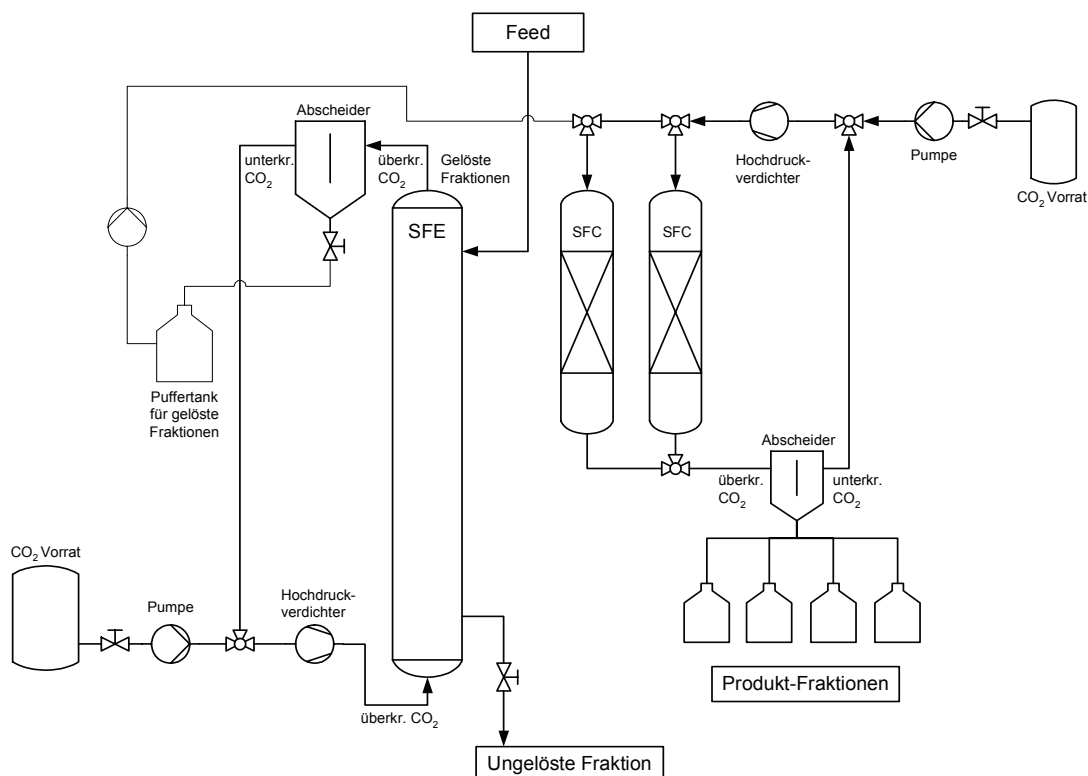 Feed
Abscheider
unterkr.
CO2
überkr.
CO2
Gelöste
Fraktionen
SFE
Puffertank
für gelöste
Fraktionen
SFC
SFC
Hochdruck-
verdichter
Pumpe
CO2 Vorrat
Abscheider
überkr.
CO2
unterkr.
CO2
Produkt-Fraktionen
CO2 Vorrat
Pumpe
Hochdruck-
verdichter
überkr. CO2
Ungelöste Fraktion